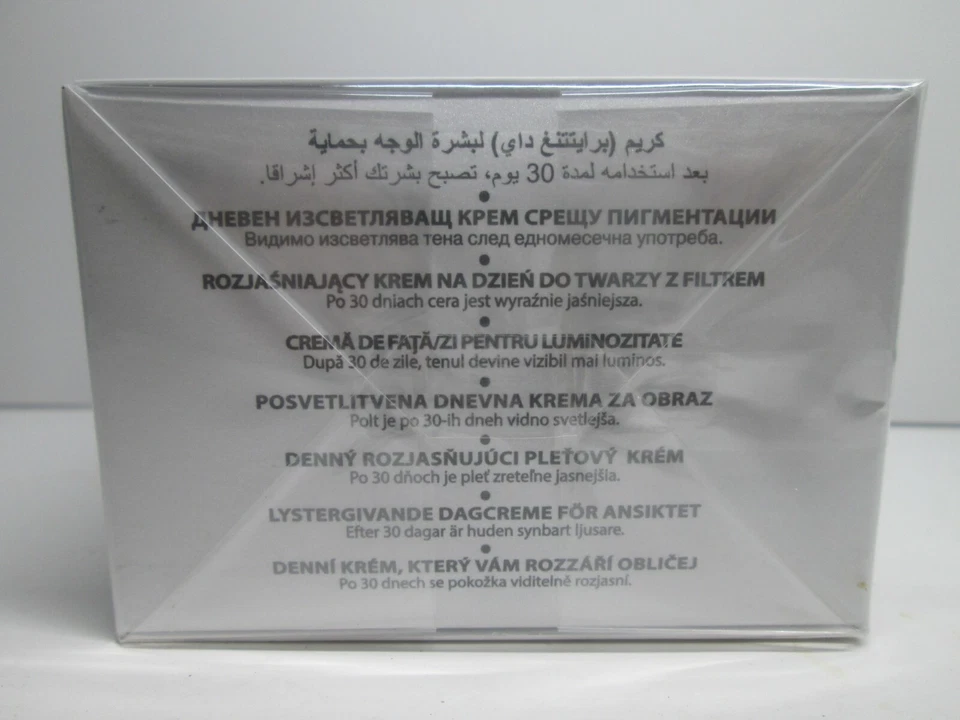 كريم (برايتتنغ داي) لبشرة الوجه بحماية
بعد استخدامه لمدة 30 يوم، تصبح بشرتك أكثر إشراقا.
ДНЕВЕН ИЗСВЕТЛЯВАЩ КРЕМ СРЕЩУ ПИГМЕНТАЦИИ
Видимо изсветлява тена след едномесечна употреба.
ROZJAŚNIAJĄCY KREM NA DZIEŃ DO TWARZY Z FILTREM
Po 30 dniach cera jest wyraźnie jaśniejsza.
CREMĂ DE FAŢĂ/ZI PENTRU LUMINOZITATE
După 30 de zile, tenul devine vizibil mai luminos.
POSVETLITVENA DNEVNA KREMA ZA OBRAZ
Polt je po 30-ih dneh vidno svetlejša.
DENNÝ ROZJASŇUJÚCI PLEŤOVÝ KRÉM
Po 30 dňoch je pleť zreteľne jasnejšia.
LYSTERGIVANDE DAGCREME FÖR ANSIKTET
Efter 30 dagar är huden synbart ljusare.
DENNÍ KRÉM, KTERÝ VÁM ROZZÁŘÍ OBLIČEJ
Po 30 dnech se pokožka viditelně rozjasní.